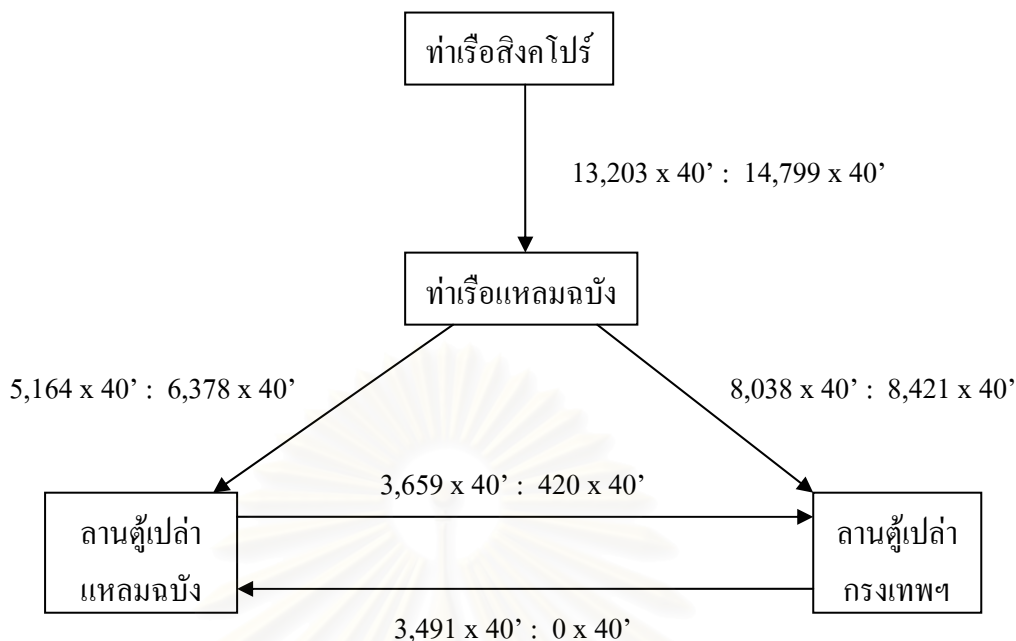 ท่าเรือสิงคโปร์
13,203 x 40’ : 14,799 x 40’
ท่าเรือแหลมฉบัง
5,164 x 40’ : 6,378 x 40’
8,038 x 40’ : 8,421 x 40’
3,659 x 40’ : 420 x 40’
ลานตู้เปล่า
แหลมฉบัง
ลานตู้เปล่า
กรงเทพฯ
3,491 x 40’ : 0 x 40’